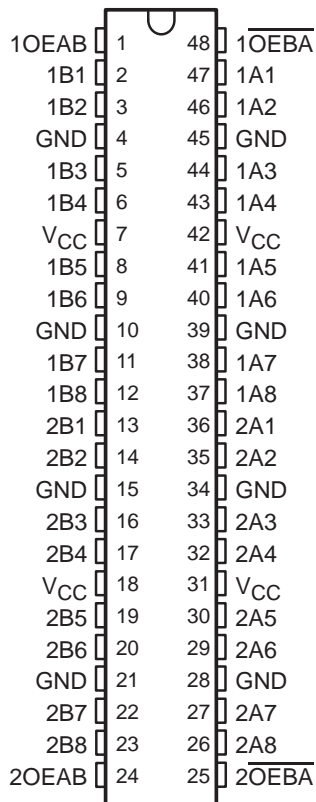 1OEAB 1 48 1OEBA
1B1 2 47 1A1
1B2 3 46 1A2
GND 4 45 GND
1B3 5 44 1A3
1B4 6 43 1A4
VCC 7 42 VCC
1B5 8 41 1A5
1B6 9 40 1A6
GND 10 39 GND
1B7 11 38 1A7
1B8 12 37 1A8
2B1 13 36 2A1
2B2 14 35 2A2
GND 15 34 GND
2B3 16 33 2A3
2B4 17 32 2A4
VCC 18 31 VCC
2B5 19 30 2A5
2B6 20 29 2A6
GND 21 28 GND
2B7 22 27 2A7
2B8 23 26 2A8
2OEAB 24 25 2OEBA